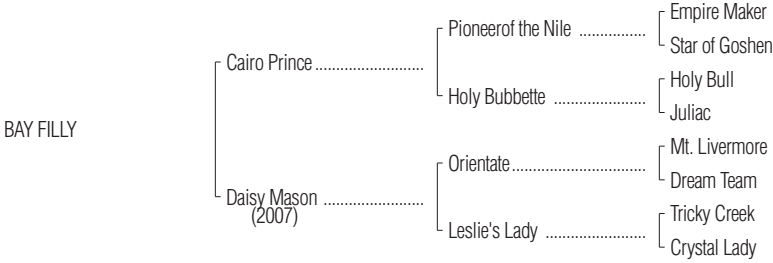 BAY FILLY
Cairo Prince ..........................
Daisy Mason ........................
(2007)
Pioneerof the Nile ................
Holy Bubbette ......................
Orientate................................
Leslie's Lady ........................
Empire Maker
Star of Goshen
Holy Bull
Juliac
Mt. Livermore
Dream Team
Tricky Creek
Crystal Lady